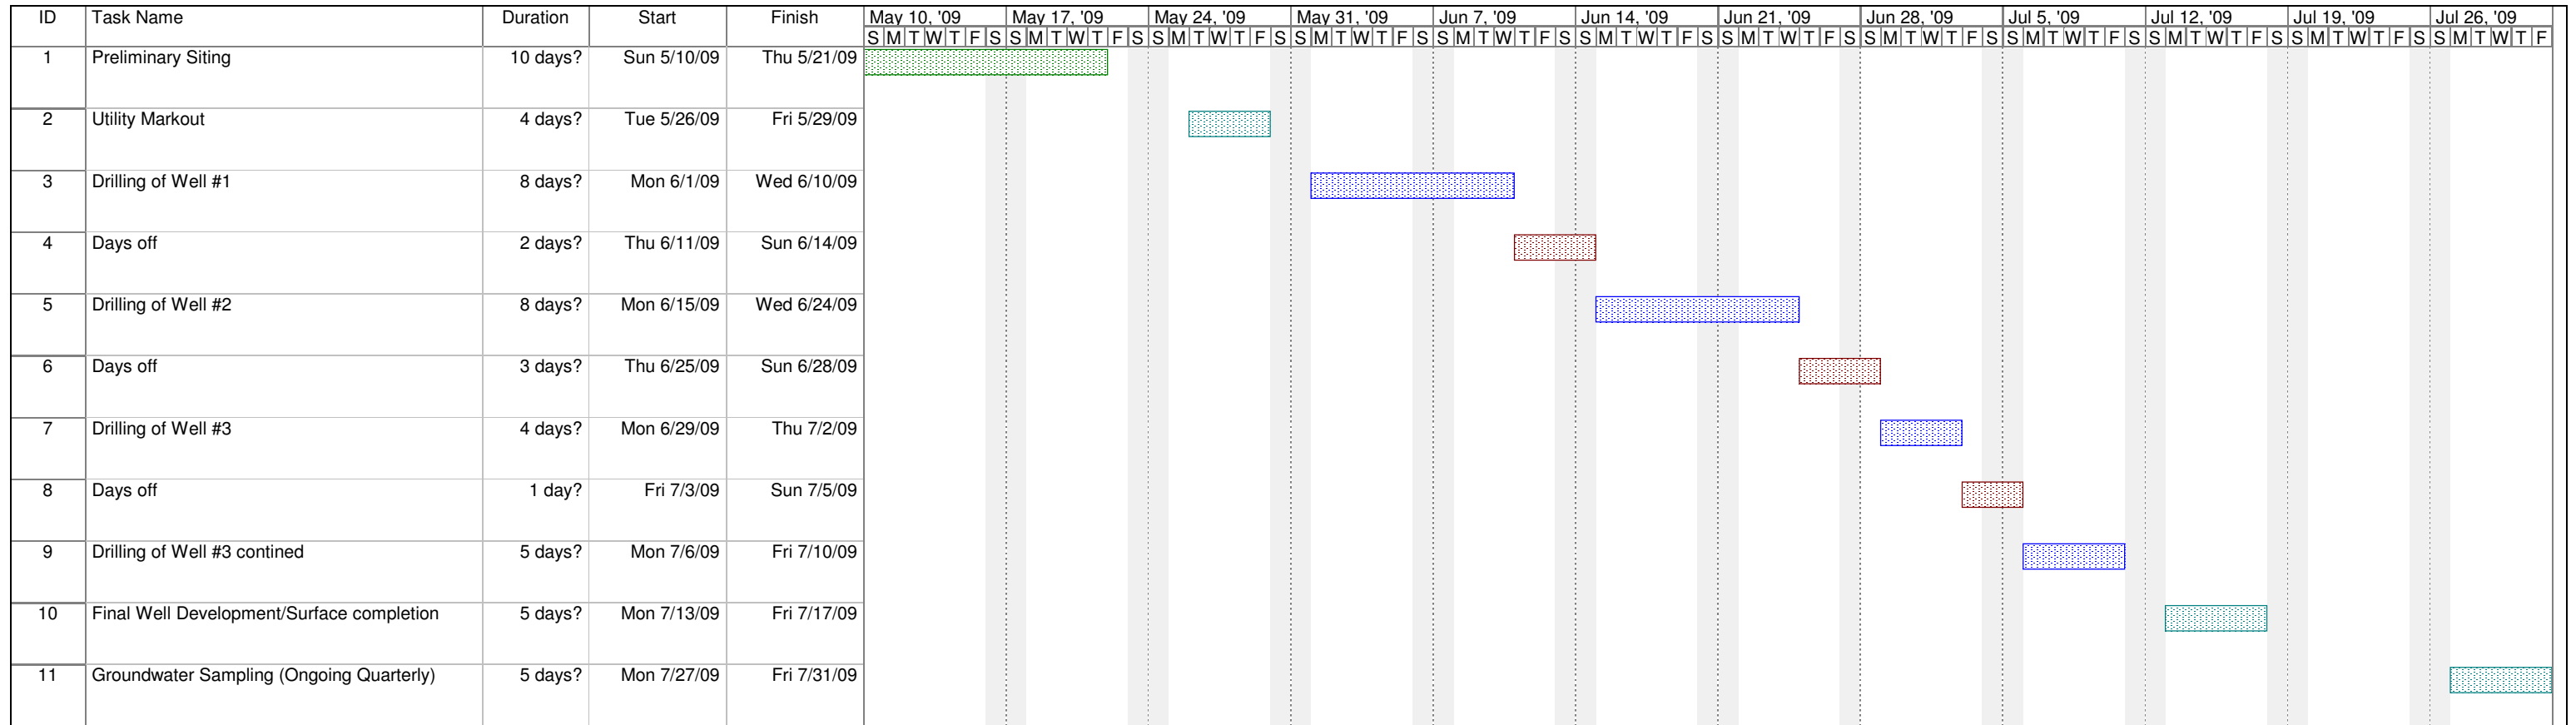 ID Task Name Duration Start Finish May 10, '09 May 17, '09 May 24, '09 May 31, '09 Jun 7, '09 Jun 14, '09 Jun 21, '09 Jun 28, '09 Jul 5, '09 Jul 12, '09 Jul 19, '09 Jul 26, '09
S M T W T F S S M T W T F S S M T W T F S S M T W T F S S M T W T F S S M T W T F S S M T W T F S S M T W T F S S M T W T F S S M T W T F S S M T W T F S S M T W T F
1 Preliminary Siting 10 days? Sun 5/10/09 Thu 5/21/09
2 Utility Markout 4 days? Tue 5/26/09 Fri 5/29/09
3 Drilling of Well #1 8 days? Mon 6/1/09 Wed 6/10/09
4 Days off 2 days? Thu 6/11/09 Sun 6/14/09
5 Drilling of Well #2 8 days? Mon 6/15/09 Wed 6/24/09
6 Days off 3 days? Thu 6/25/09 Sun 6/28/09
7 Drilling of Well #3 4 days? Mon 6/29/09 Thu 7/2/09
8 Days off 1 day? Fri 7/3/09 Sun 7/5/09
9 Drilling of Well #3 contined 5 days? Mon 7/6/09 Fri 7/10/09
10 Final Well Development/Surface completion 5 days? Mon 7/13/09 Fri 7/17/09
11 Groundwater Sampling (Ongoing Quarterly) 5 days? Mon 7/27/09 Fri 7/31/09